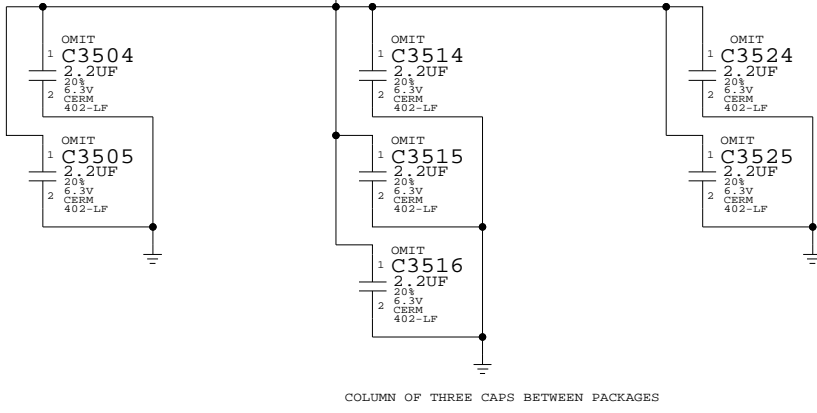 OMIT
1 C3504
2.2UF
20%
2 6.3V
CERM
402-LF
OMIT
1 C3505
2.2UF
20%
2 6.3V
CERM
402-LF
OMIT
1 C3514
2.2UF
20%
2 6.3V
CERM
402-LF
OMIT
1 C3515
2.2UF
20%
2 6.3V
CERM
402-LF
OMIT
1 C3516
2.2UF
20%
2 6.3V
CERM
402-LF
OMIT
1 C3524
2.2UF
20%
2 6.3V
CERM
402-LF
OMIT
1 C3525
2.2UF
20%
2 6.3V
CERM
402-LF
COLUMN OF THREE CAPS BETWEEN PACKAGES